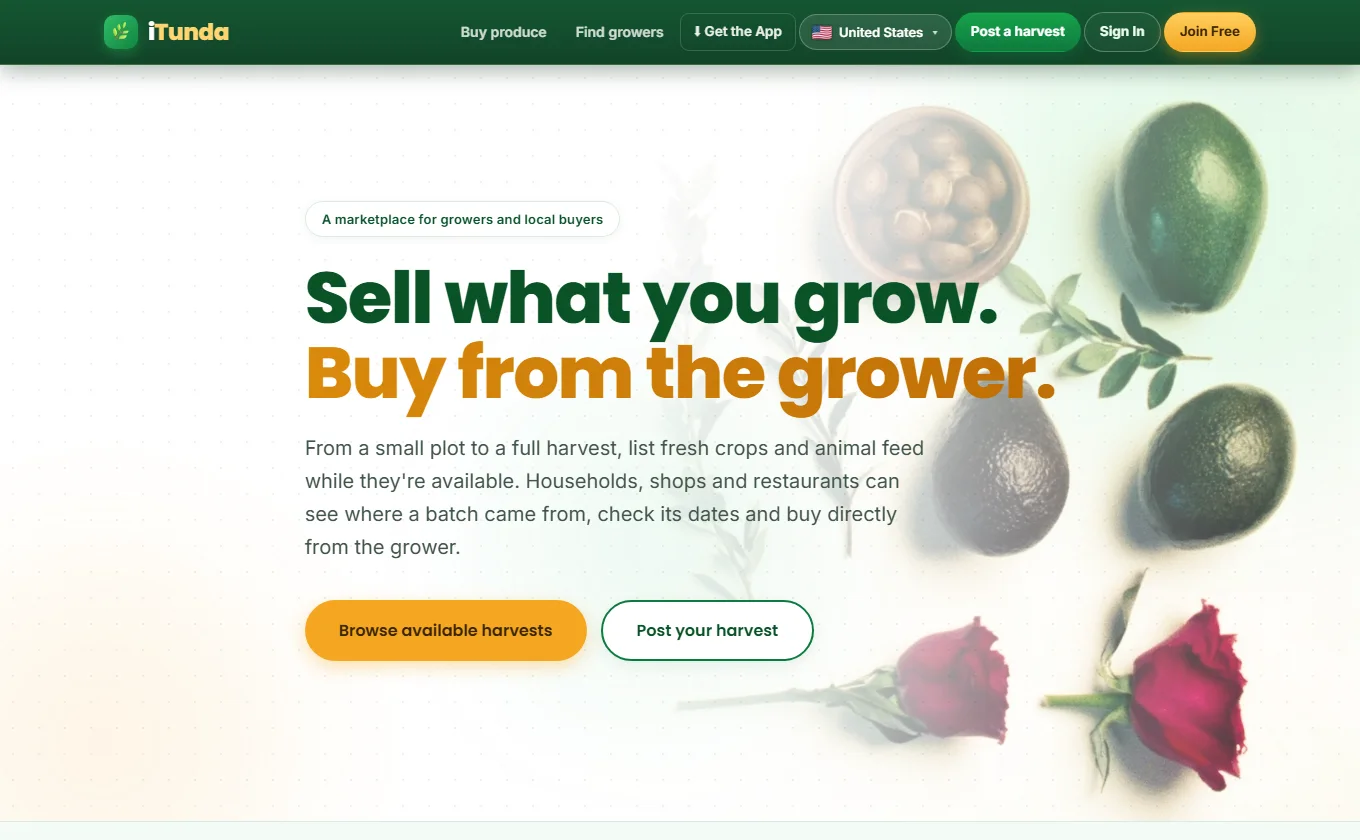 iTunda
Buy produce
Find growers
⬇ Get the App
🇺🇸 United States ▾
Post a harvest
Sign In
Join Free
A marketplace for growers and local buyers
Sell what you grow.
Buy from the grower.
From a small plot to a full harvest, list fresh crops and animal feed
while they're available. Households, shops and restaurants can
see where a batch came from, check its dates and buy directly
from the grower.
Browse available harvests
Post your harvest